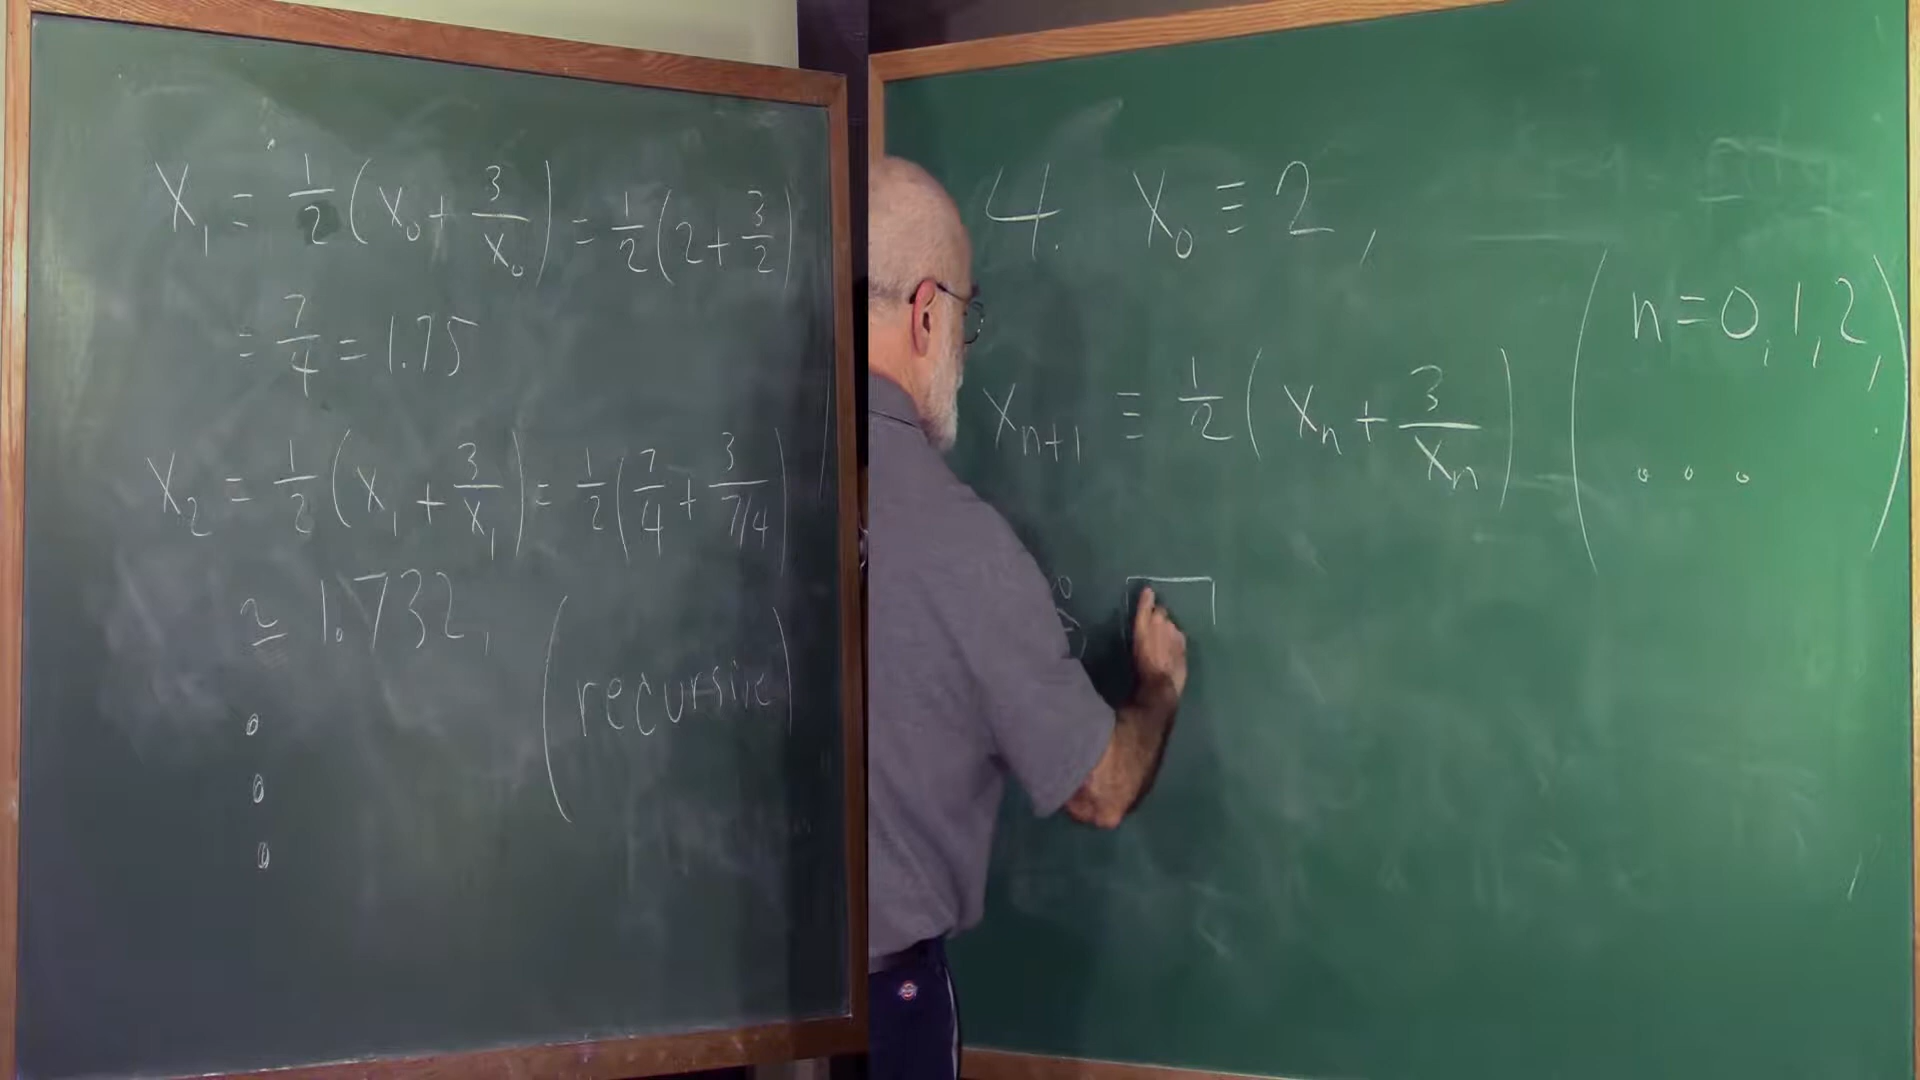 X₁ = 1/2 (X₀ + 3/X₀) = 1/2 (2 + 3/2)
= 7/4 = 1.75
X₂ = 1/2 (X₁ + 3/X₁) = 1/2 (7/4 + 3/(7/4))
≃ 1.732,
(recursive)
4. X₀ ≡ 2,
Xₙ₊₁ ≡ 1/2 (Xₙ + 3/Xₙ) (n = 0, 1, 2,
...)